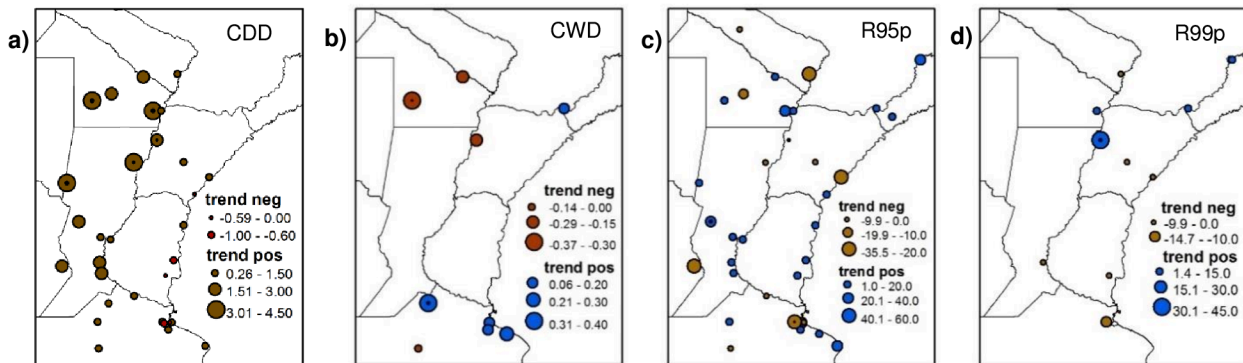 a) CDD
trend neg
-0.59 - 0.00
-1.00 - -0.60
trend pos
0.26 - 1.50
1.51 - 3.00
3.01 - 4.50
b) CWD
trend neg
-0.14 - 0.00
-0.29 - -0.15
-0.37 - -0.30
trend pos
0.06 - 0.20
0.21 - 0.30
0.31 - 0.40
c) R95p
trend neg
-9.9 - 0.0
-19.9 - -10.0
-35.5 - -20.0
trend pos
1.0 - 20.0
20.1 - 40.0
40.1 - 60.0
d) R99p
trend neg
-9.9 - 0.0
-14.7 - -10.0
trend pos
1.4 - 15.0
15.1 - 30.0
30.1 - 45.0